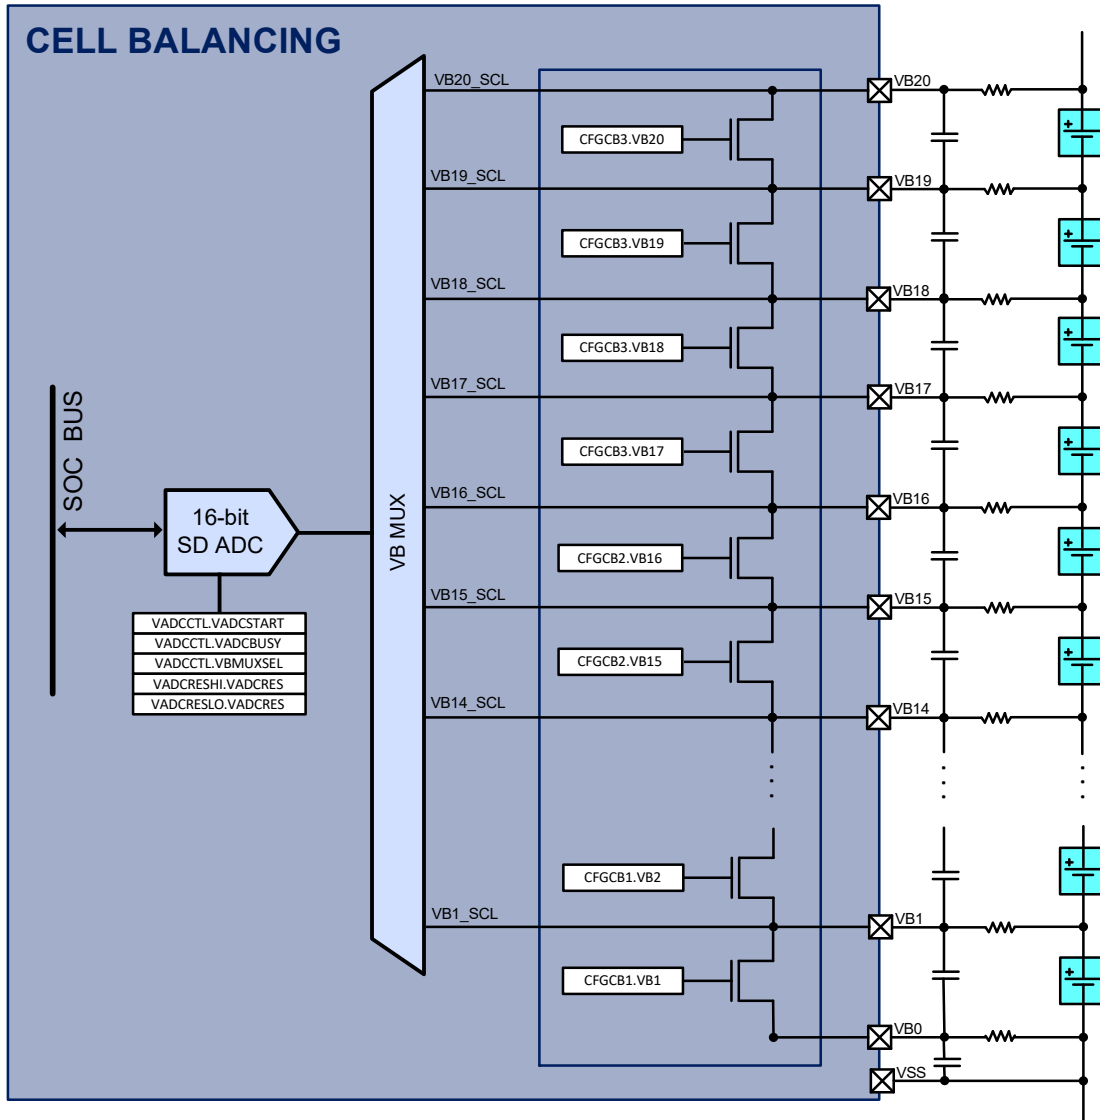 CELL BALANCING
VB20_SCL
VB20
CFGCB3.VB20
+
VB19_SCL
VB19
CFGCB3.VB19
+
VB18_SCL
VB18
CFGCB3.VB18
+
VB17_SCL
VB17
CFGCB3.VB17
+
VB16_SCL
VB16
SOC BUS
16-bit
SD ADC
VB MUX
CFGCB2.VB16
+
VB15_SCL
VB15
VADCCTL.VADCSTART
VADCCTL.VADCBUSY
VADCCTL.VBMUXSEL
VADCRESHI.VADCRES
VADCRESLO.VADCRES
CFGCB2.VB15
+
VB14_SCL
VB14
CFGCB1.VB2
+
VB1_SCL
VB1
CFGCB1.VB1
+
VB0
VSS